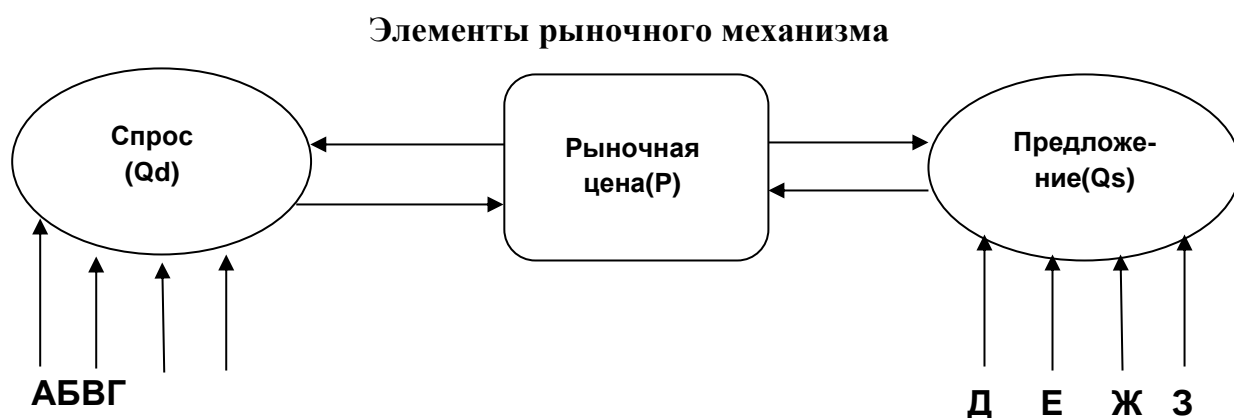 Элементы рыночного механизма
Спрос
(Qd)
Рыночная
цена(P)
Предложе-
ние(Qs)
АБВГ
Д Е Ж З